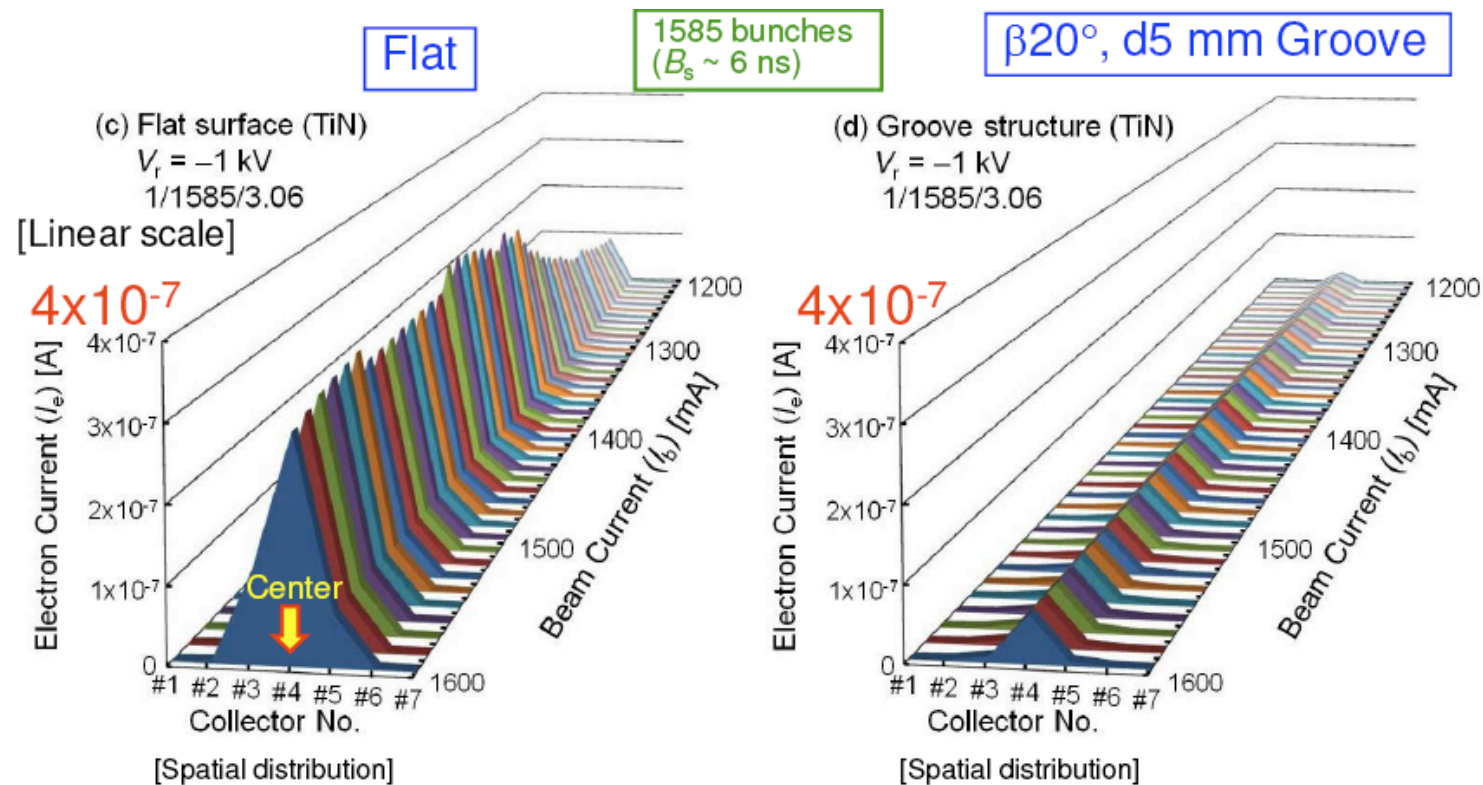 Flat
1585 bunches
(Bs ~ 6 ns)
β20°, d5 mm Groove
(c) Flat surface (TiN)
Vr = −1 kV
1/1585/3.06
[Linear scale]
4x10-7
Electron Current (Ie) [A]
4x10-7
3x10-7
2x10-7
1x10-7
0
Center
#1 #2 #3 #4 #5 #6 #7
Collector No.
[Spatial distribution]
1200
1300
1400
1500
1600
Beam Current (Ib) [mA]
(d) Groove structure (TiN)
Vr = −1 kV
1/1585/3.06
4x10-7
Electron Current (Ie) [A]
4x10-7
3x10-7
2x10-7
1x10-7
0
#1 #2 #3 #4 #5 #6 #7
Collector No.
[Spatial distribution]
1200
1300
1400
1500
1600
Beam Current (Ib) [mA]